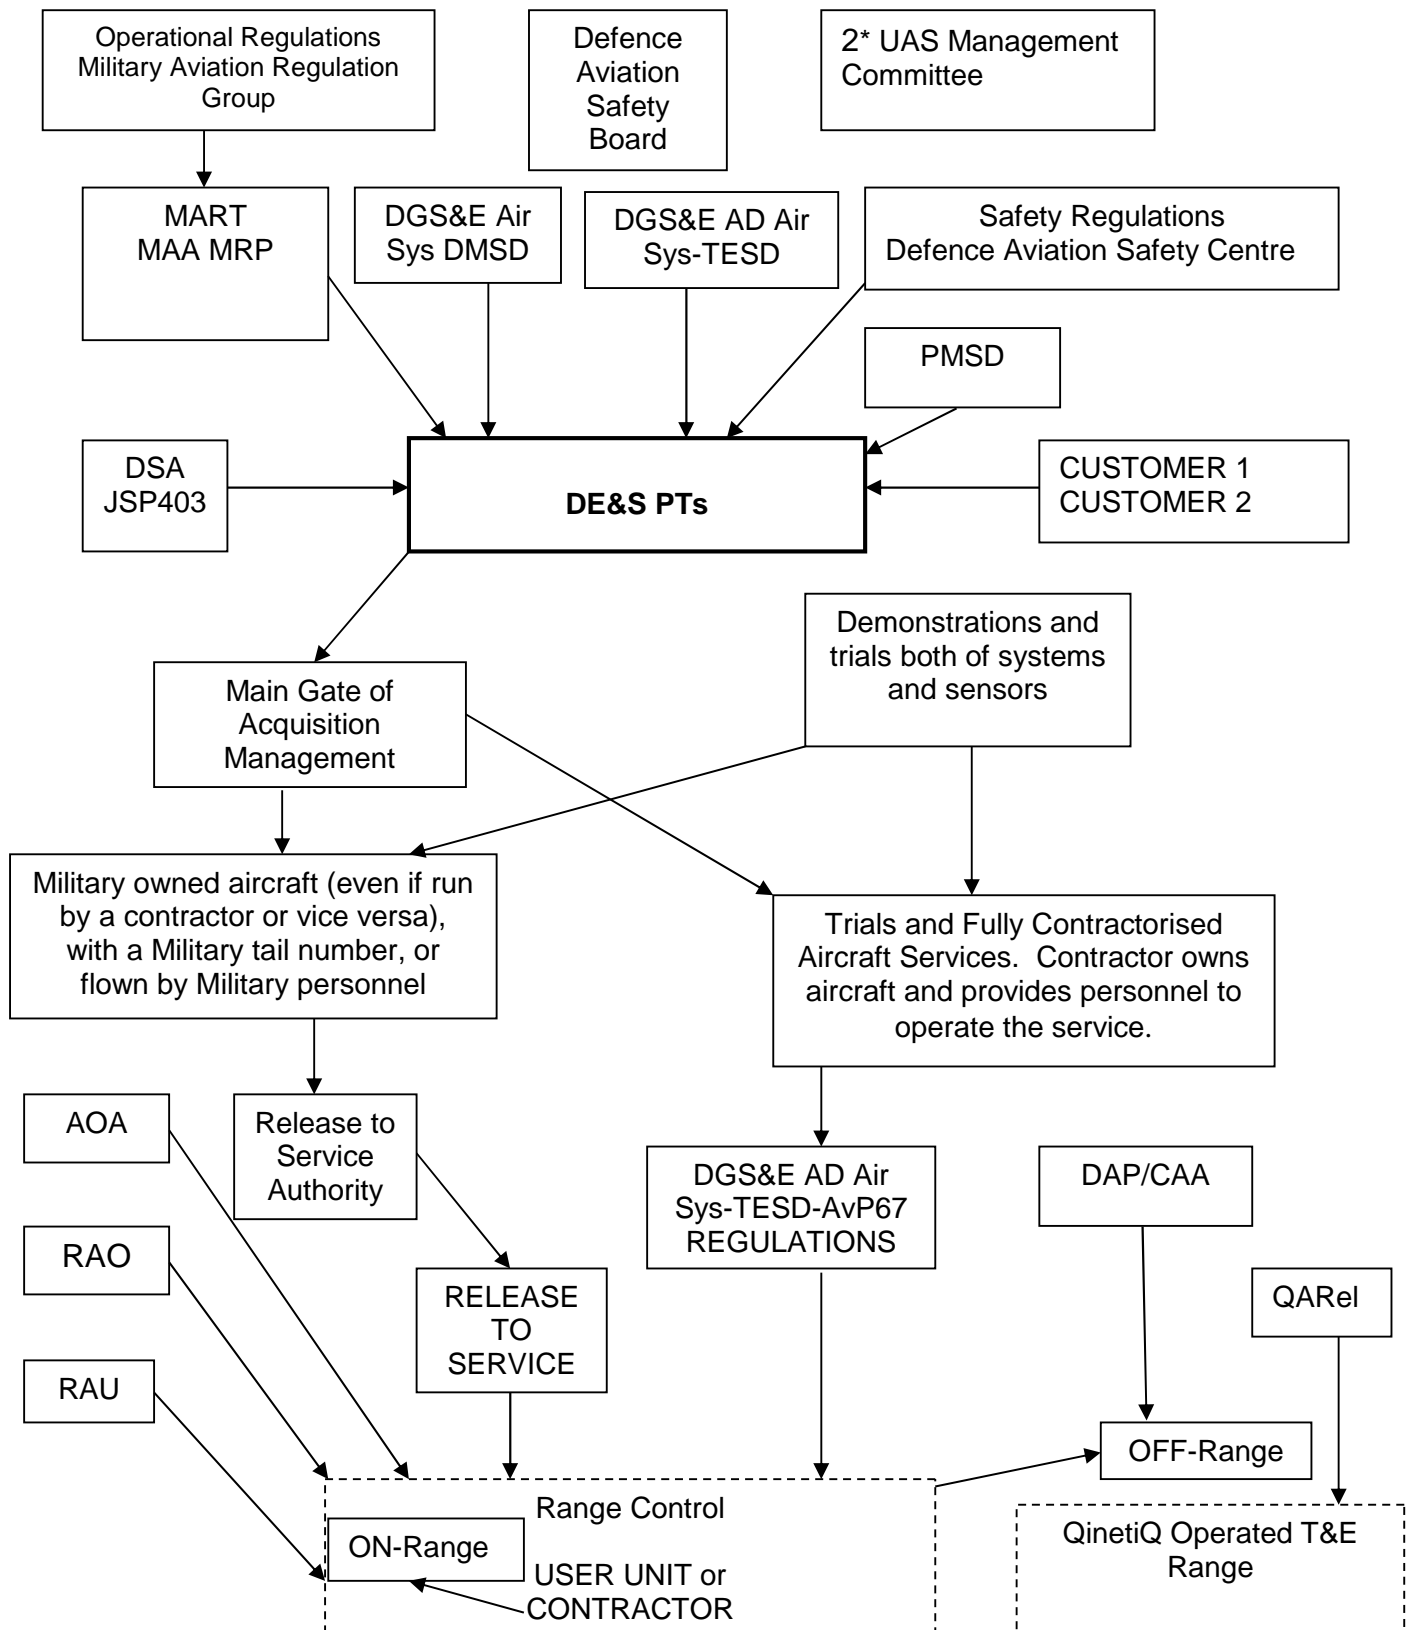 Operational Regulations
Military Aviation Regulation
Group
Defence
Aviation
Safety
Board
2* UAS Management
Committee
MART
MAA MRP
DGS&E Air
Sys DMSD
DGS&E AD Air
Sys-TESD
Safety Regulations
Defence Aviation Safety Centre
PMSD
DSA
JSP403
DE&S PTs
CUSTOMER 1
CUSTOMER 2
Demonstrations and
trials both of systems
and sensors
Main Gate of
Acquisition
Management
Military owned aircraft (even if run
by a contractor or vice versa),
with a Military tail number, or
flown by Military personnel
Trials and Fully Contractorised
Aircraft Services.  Contractor owns
aircraft and provides personnel to
operate the service.
AOA
Release to
Service
Authority
DGS&E AD Air
Sys-TESD-AvP67
REGULATIONS
DAP/CAA
RAO
RELEASE
TO
SERVICE
QARel
RAU
OFF-Range
Range Control
ON-Range
USER UNIT or
CONTRACTOR
QinetiQ Operated T&E
Range